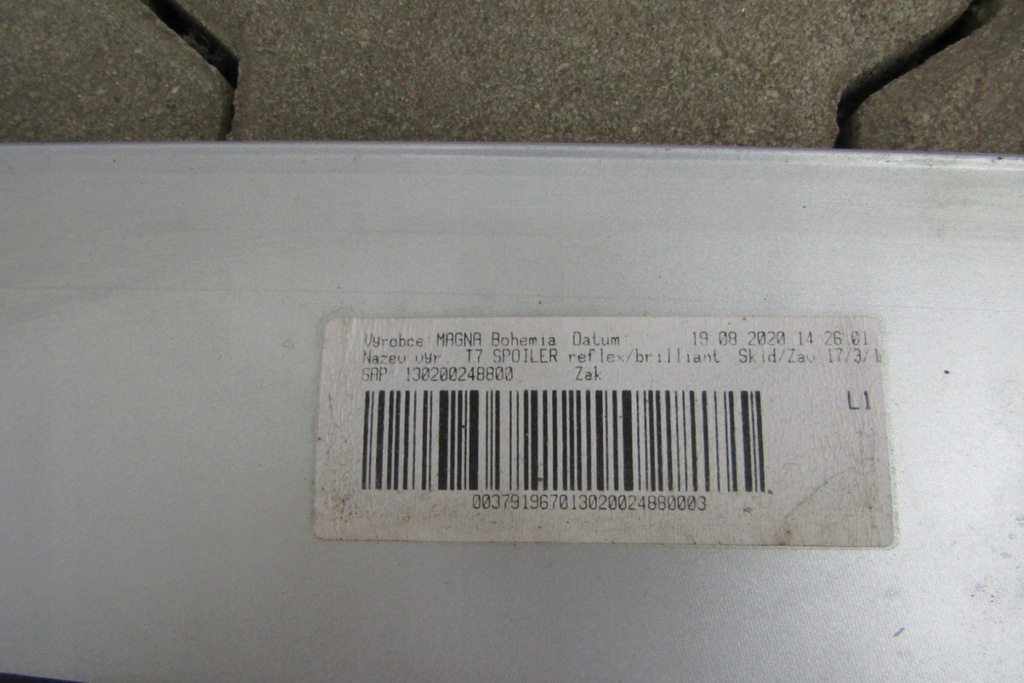 Vyrobce MAGNA Bohemia Datum 19 08 2020 14 26 01
Nazev vyr. T7 SPOILER reflex/brilliant Skid/Zav 17/3/
SAP 130200248800 Zak
L1
003791967013020024880003